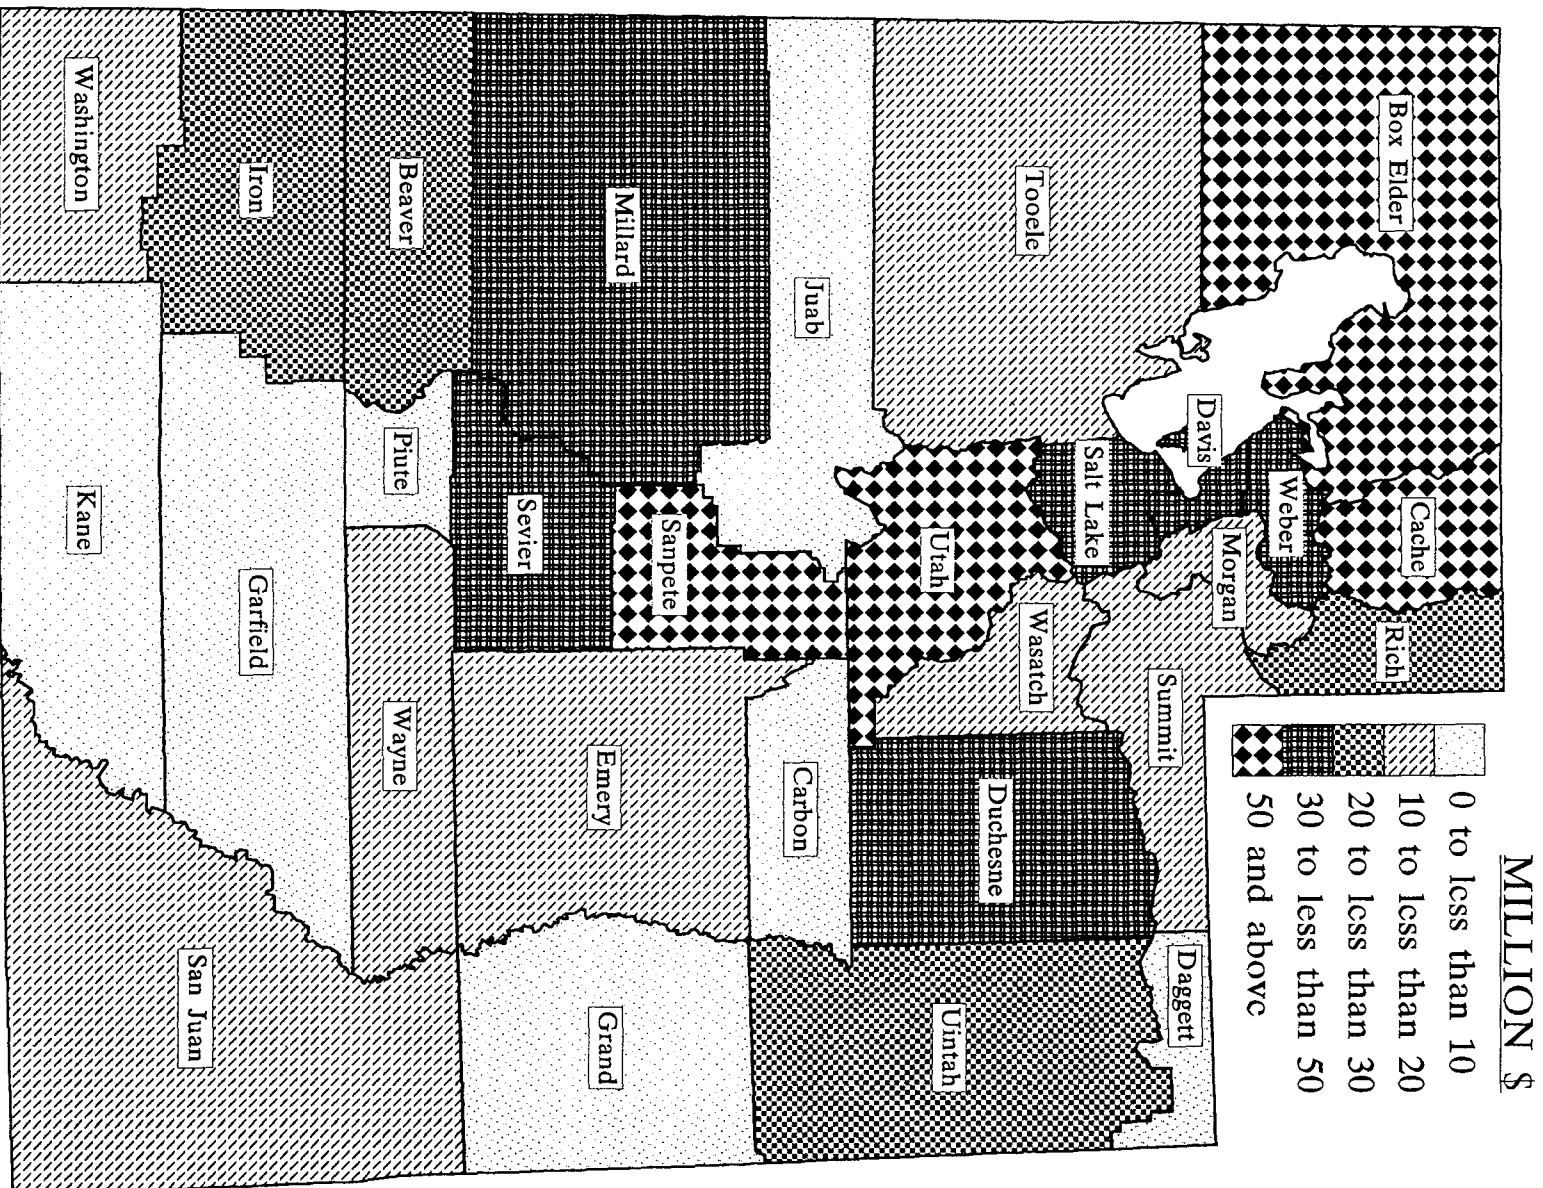 MILLION $
0 to less than 10
10 to less than 20
20 to less than 30
30 to less than 50
50 and above
Box Elder
Cache
Rich
Weber
Morgan
Davis
Summit
Daggett
Salt Lake
Tooele
Wasatch
Duchesne
Utah
Uintah
Juab
Carbon
Sanpete
Millard
Emery
Grand
Sevier
Beaver
Piute
Wayne
Iron
Garfield
San Juan
Washington
Kane